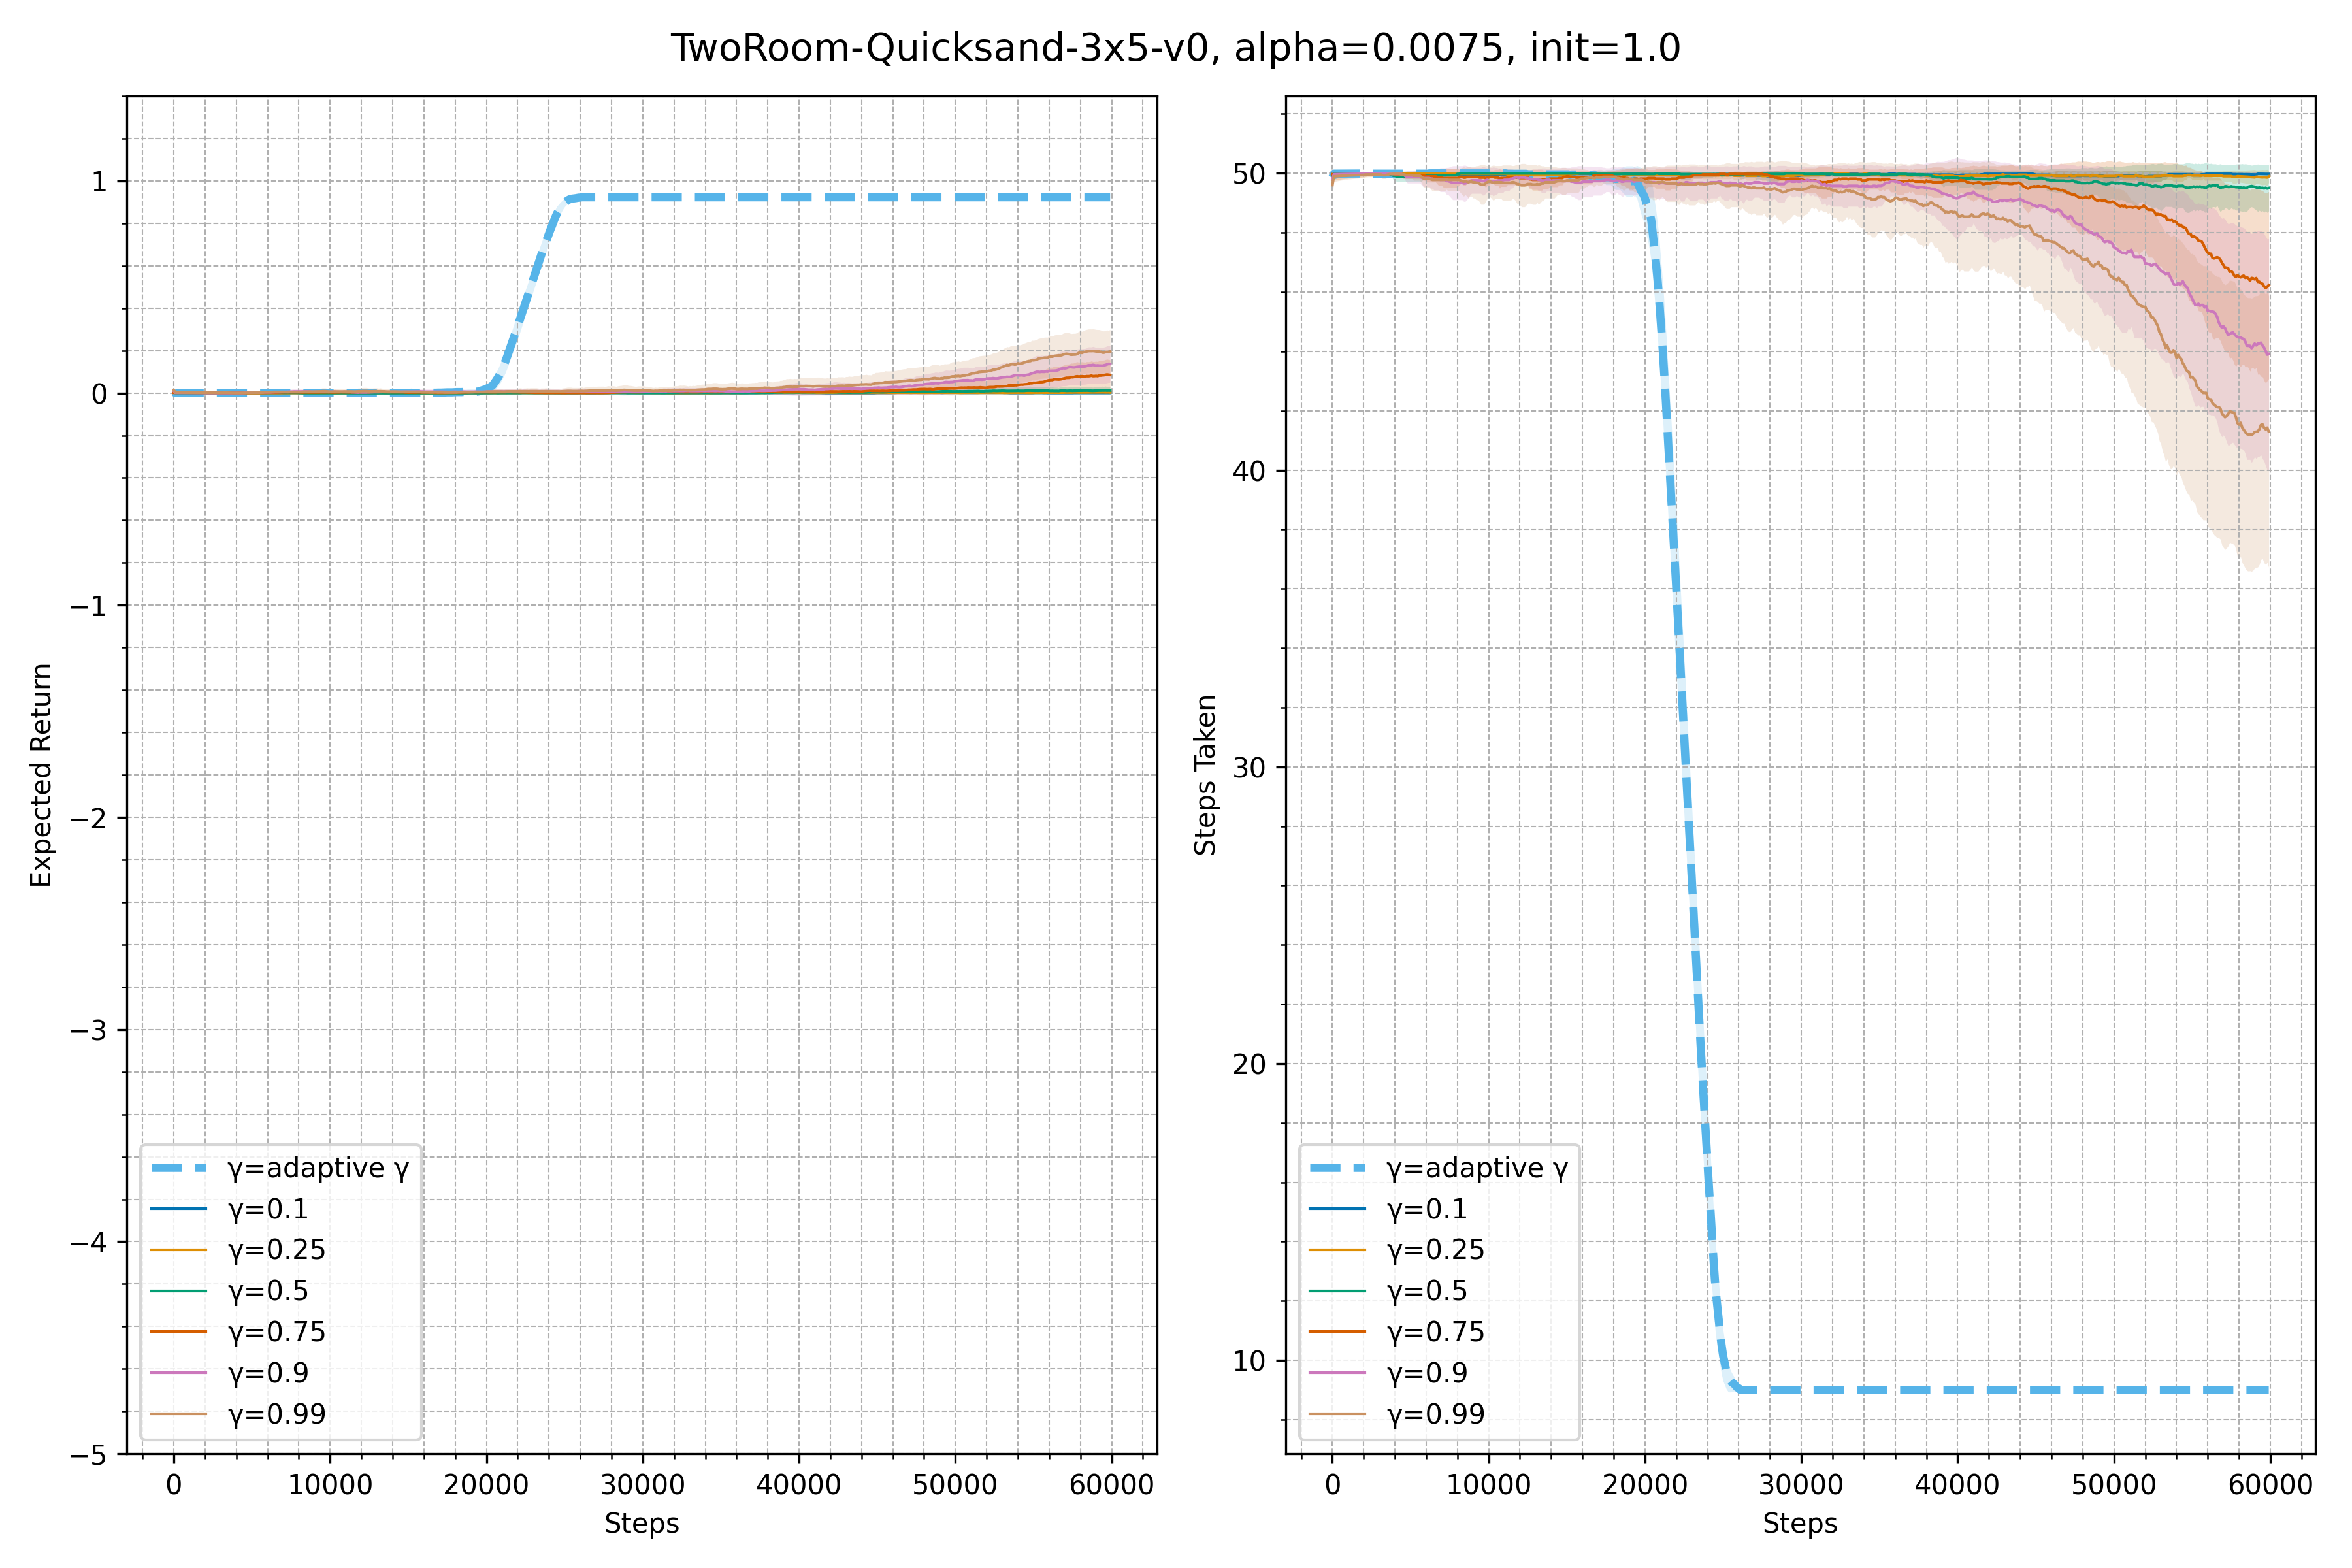 TwoRoom-Quicksand-3x5-v0, alpha=0.0075, init=1.0
Expected Return
1
0
−1
−2
−3
−4
−5
γ=adaptive γ
γ=0.1
γ=0.25
γ=0.5
γ=0.75
γ=0.9
γ=0.99
0 10000 20000 30000 40000 50000 60000
Steps
Steps Taken
50
40
30
20
10
γ=adaptive γ
γ=0.1
γ=0.25
γ=0.5
γ=0.75
γ=0.9
γ=0.99
0 10000 20000 30000 40000 50000 60000
Steps